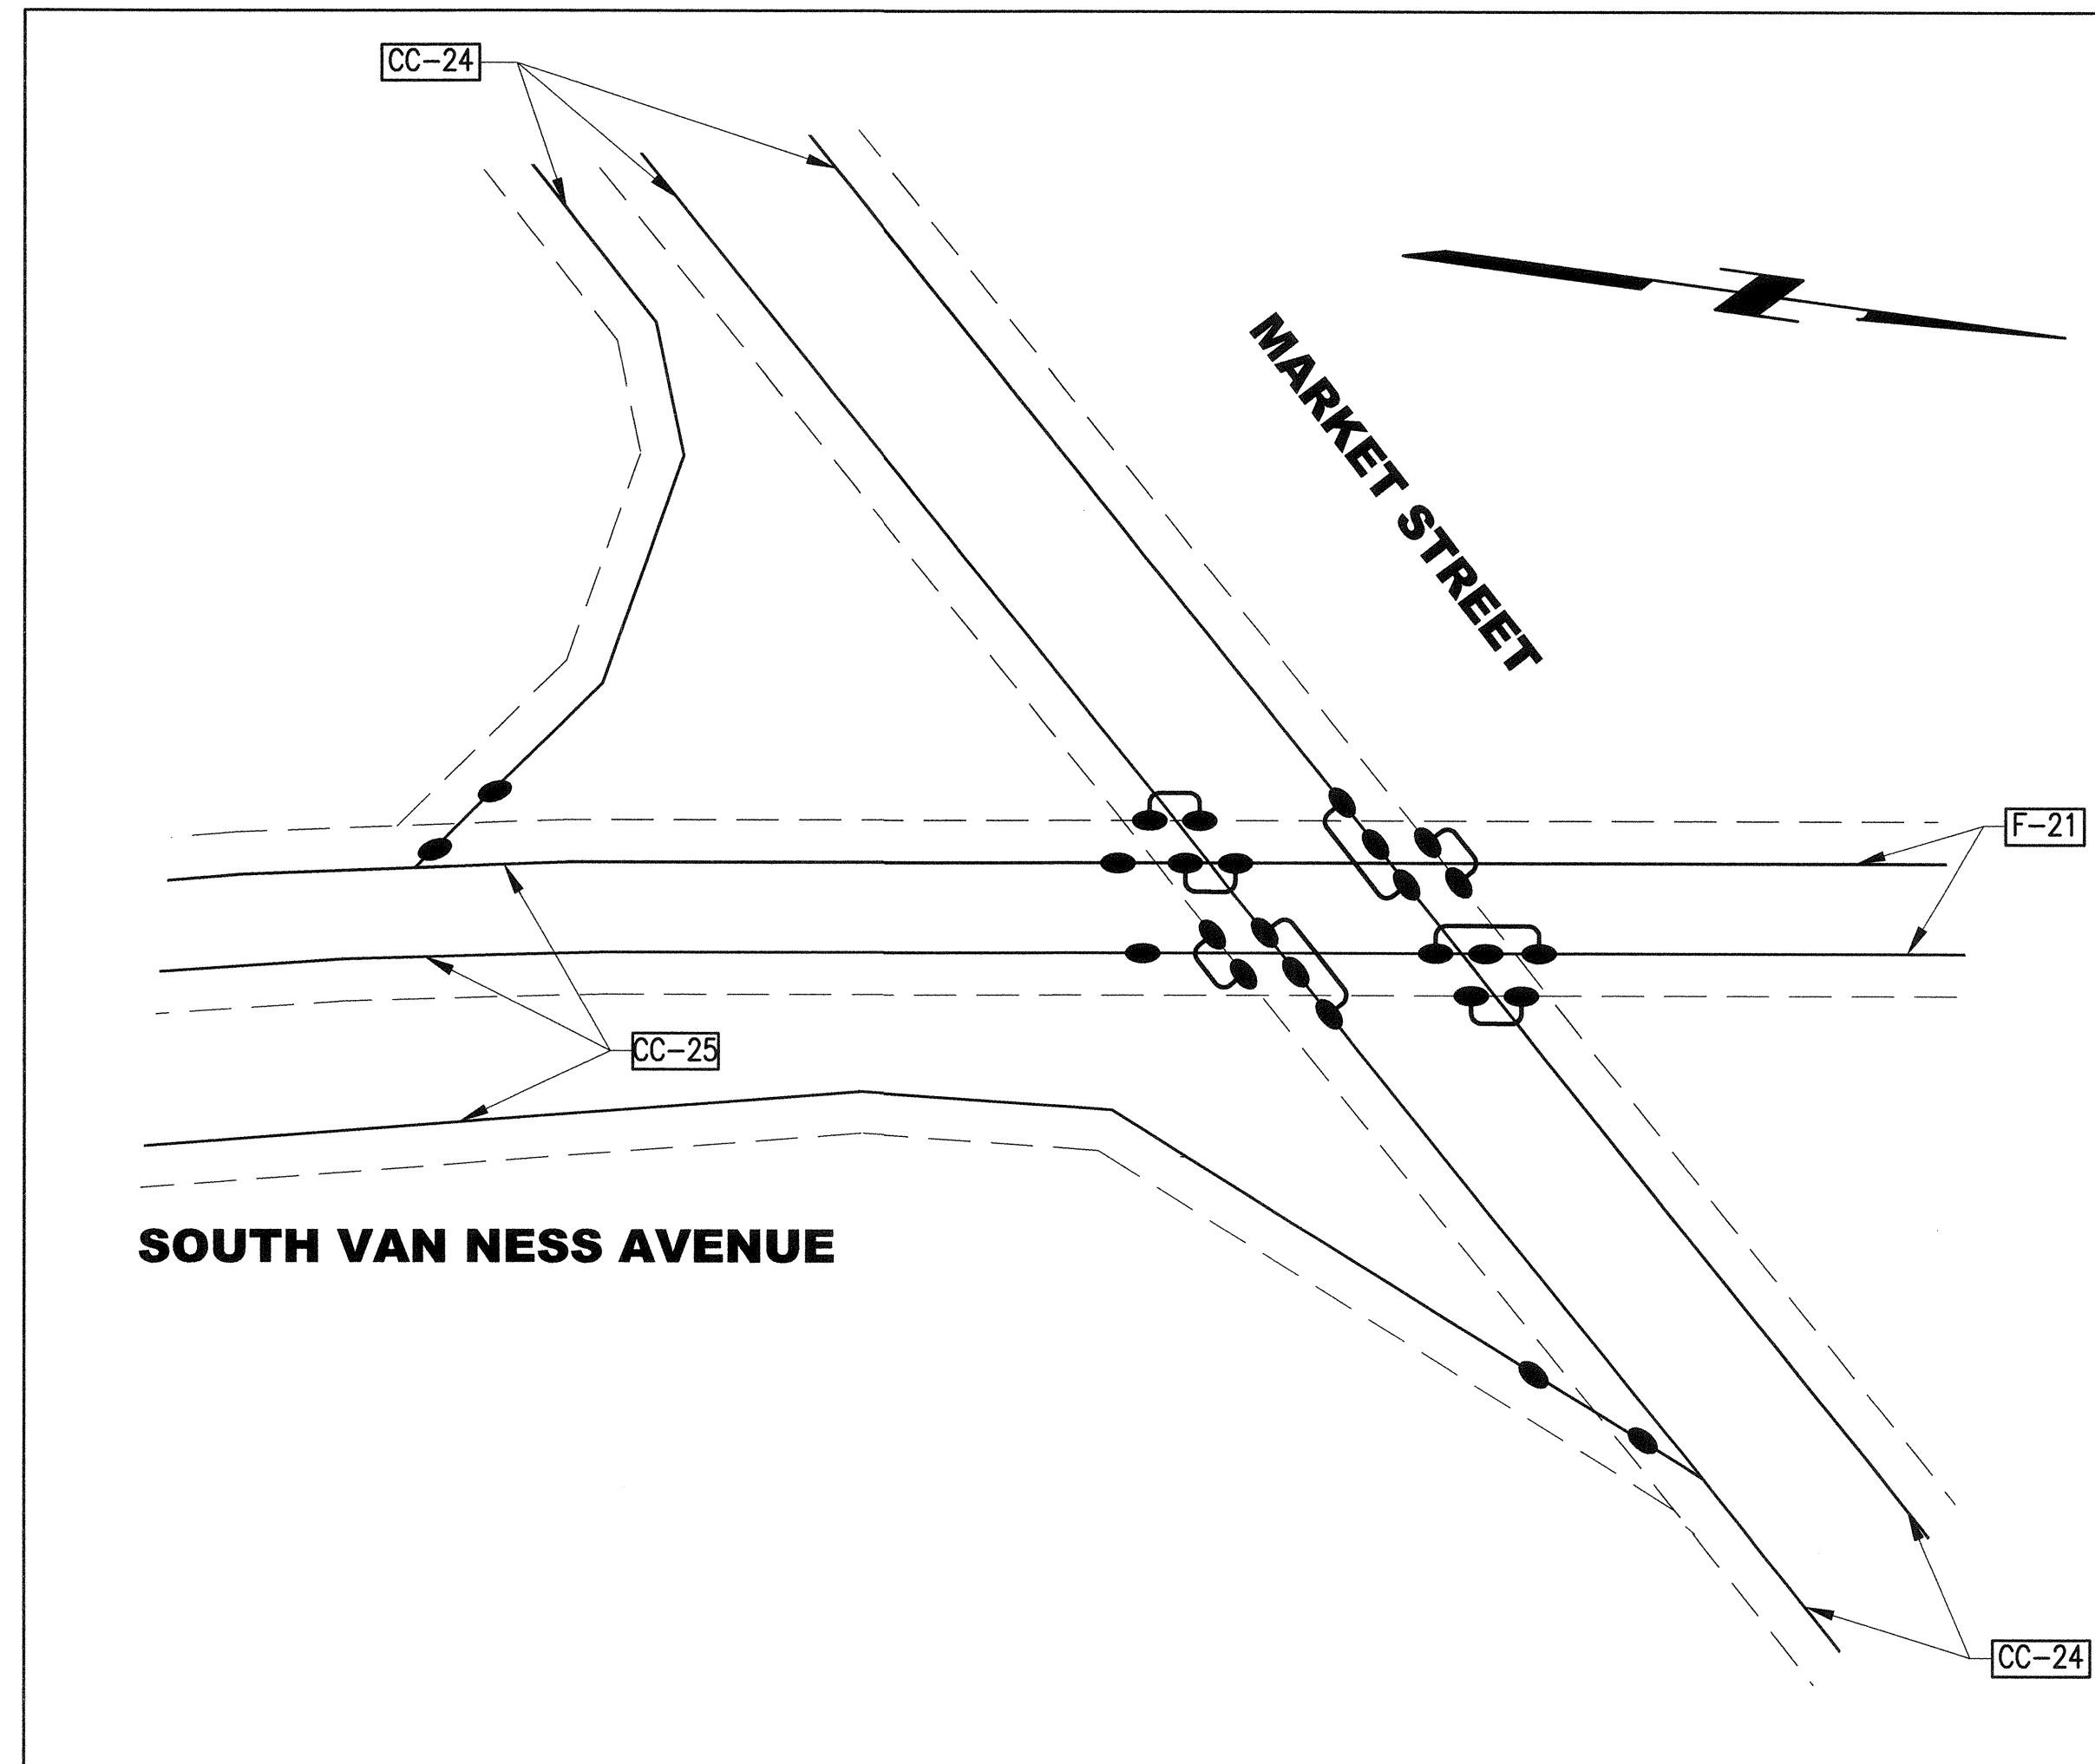 CC-24
MARKET STREET
F-21
CC-25
SOUTH VAN NESS AVENUE
CC-24